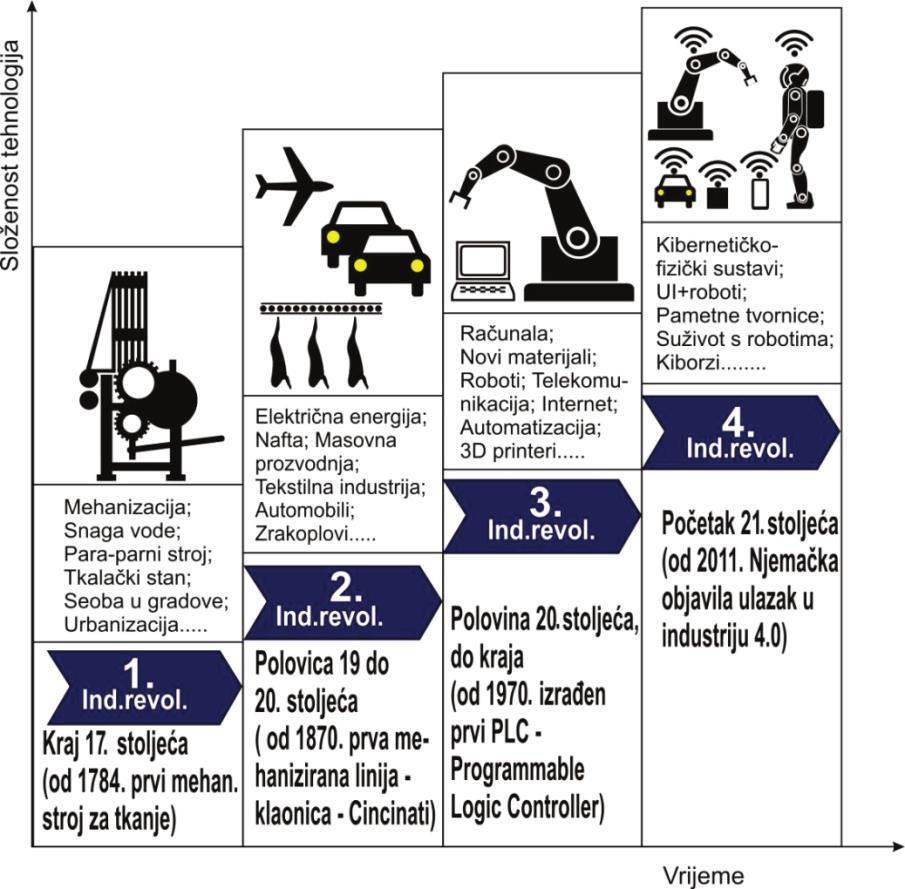 Složenost tehnologija
Mehanizacija;
Snaga vode;
Para-parni stroj;
Tkalački stan;
Seoba u gradove;
Urbanizacija.....
1.
Ind.revol.
Kraj 17. stoljeća
(od 1784. prvi mehan.
stroj za tkanje)
Električna energija;
Nafta; Masovna
prozvodnja;
Tekstilna industrija;
Automobili;
Zrakoplovi.....
2.
Ind.revol.
Polovica 19 do
20. stoljeća
( od 1870. prva me-
hanizirana linija -
klaonica - Cincinati)
Računala;
Novi materijali;
Roboti; Telekomu-
nikacija; Internet;
Automatizacija;
3D printeri.....
3.
Ind.revol.
Polovina 20.stoljeća,
do kraja
(od 1970. izrađen
prvi PLC -
Programmable
Logic Controller)
Kibernetičko-
fizički sustavi;
UI+roboti;
Pametne tvornice;
Suživot s robotima;
Kiborzi........
4.
Ind.revol.
Početak 21.stoljeća
(od 2011. Njemačka
objavila ulazak u
industriju 4.0)
Vrijeme